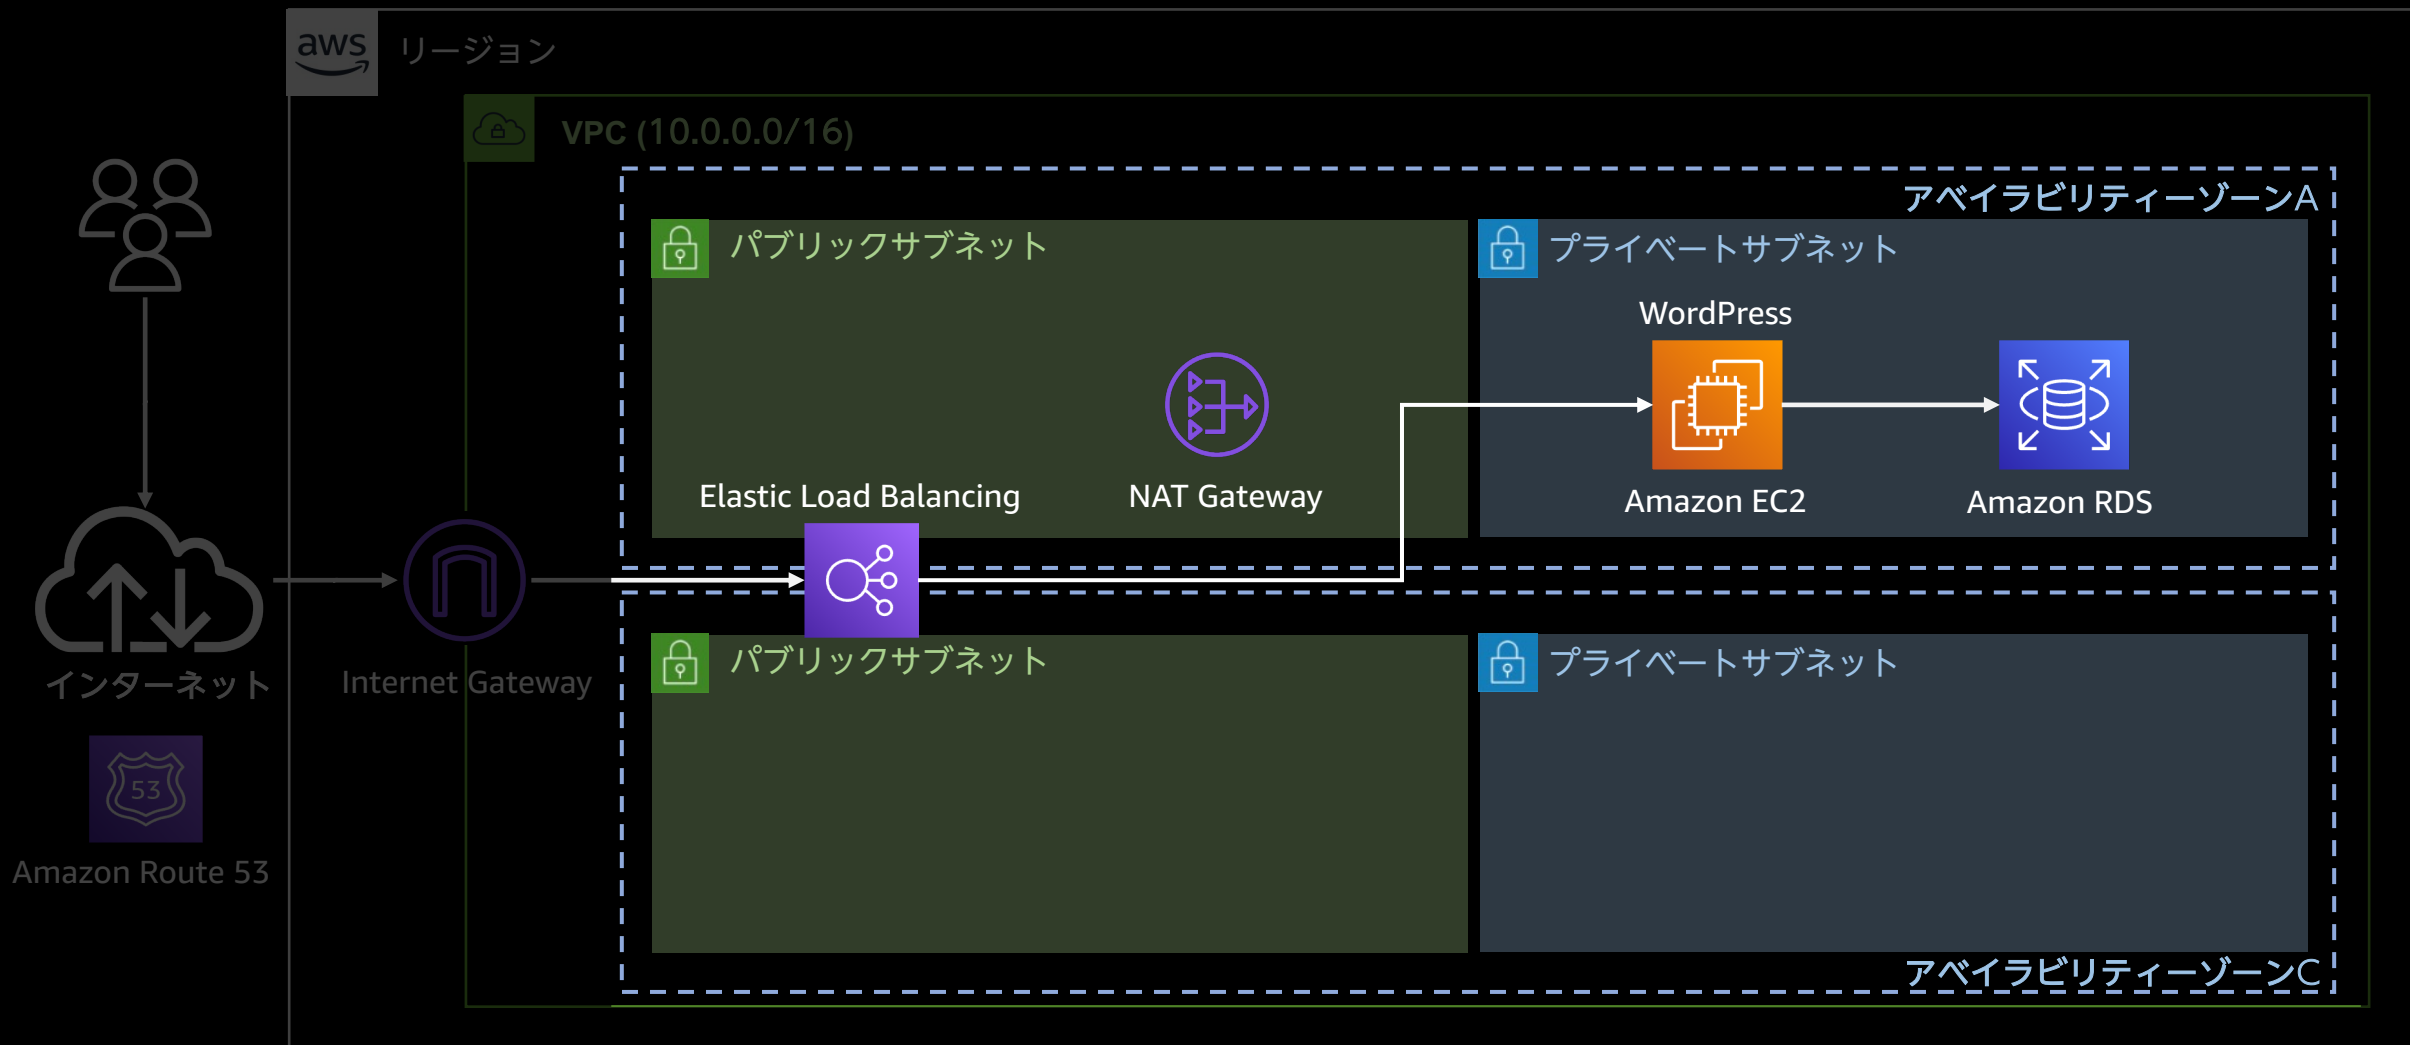 aws
リージョン
VPC (10.0.0.0/16)
アベイラビリティーゾーンA
パブリックサブネット
プライベートサブネット
WordPress
Elastic Load Balancing
NAT Gateway
Amazon EC2
Amazon RDS
インターネット
Internet Gateway
パブリックサブネット
プライベートサブネット
53
Amazon Route 53
アベイラビリティーゾーンC